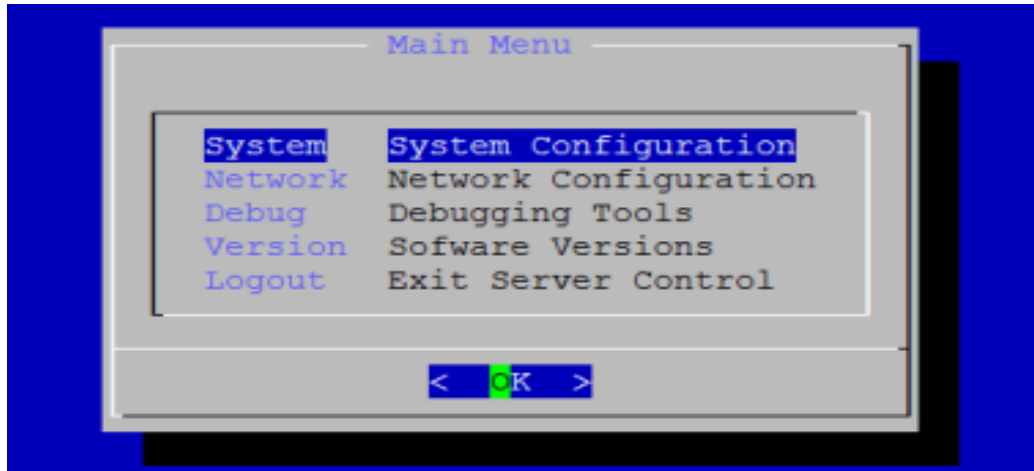 Main Menu
System System Configuration
Network Network Configuration
Debug Debugging Tools
Version Sofware Versions
Logout Exit Server Control
< OK >